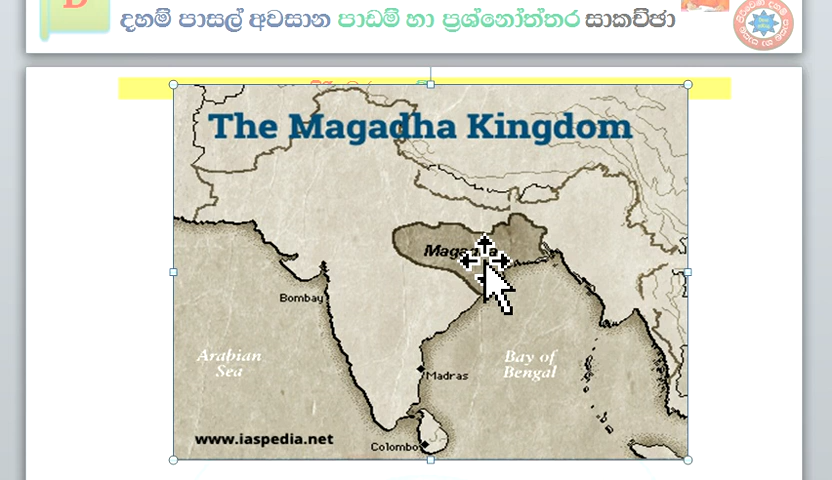 දහම් පාසල් අවසාන පාඩම් හා ප්‍රශ්නෝත්තර සාකච්ඡා
The Magadha Kingdom
Bombay
Arabian
Sea
Bay of
Bengal
Madras
www.iaspedia.net
Colombo